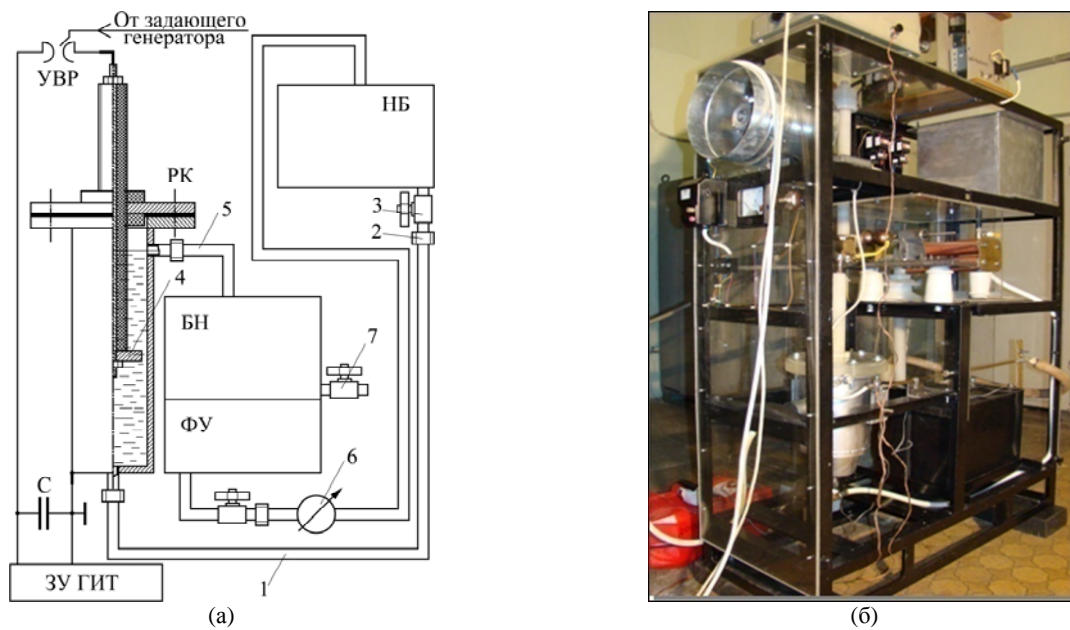 От задающего
генератора
УВР
НБ
РК
5
3
2
4
БН
7
ФУ
6
С
1
ЗУ ГИТ
(а)
(б)